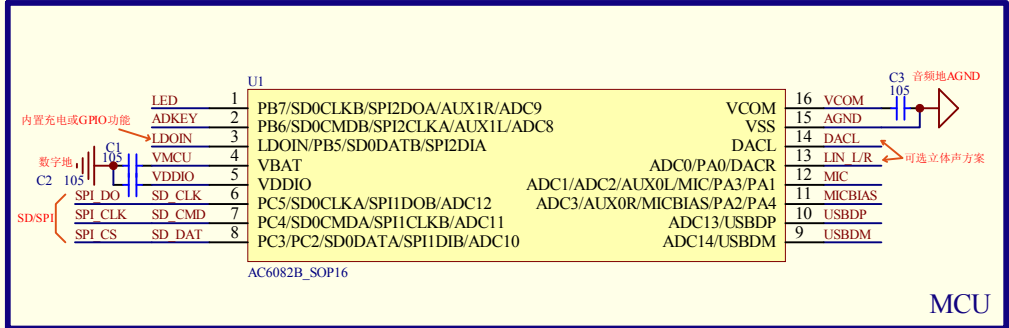 U1
C3 音频地AGND
105
LED 1 PB7/SD0CLKB/SPI2DOA/AUX1R/ADC9 VCOM 16 VCOM
内置充电或GPIO功能
ADKEY 2 PB6/SD0CMDB/SPI2CLKA/AUX1L/ADC8 VSS 15 AGND
LDOIN 3 LDOIN/PB5/SD0DATB/SPI2DIA DACL 14 DACL
数字地 C1
105 VMCU 4 VBAT ADC0/PA0/DACR 13 LIN_L/R 可选立体声方案
C2 105 VDDIO 5 VDDIO ADC1/ADC2/AUX0L/MIC/PA3/PA1 12 MIC
SPI_DO SD_CLK 6 PC5/SD0CLKA/SPI1DOB/ADC12 ADC3/AUX0R/MICBIAS/PA2/PA4 11 MICBIAS
SD/SPI
SPI_CLK SD_CMD 7 PC4/SD0CMDA/SPI1CLKB/ADC11 ADC13/USBDP 10 USBDP
SPI_CS SD_DAT 8 PC3/PC2/SD0DATA/SPI1DIB/ADC10 ADC14/USBDM 9 USBDM
AC6082B_SOP16
MCU